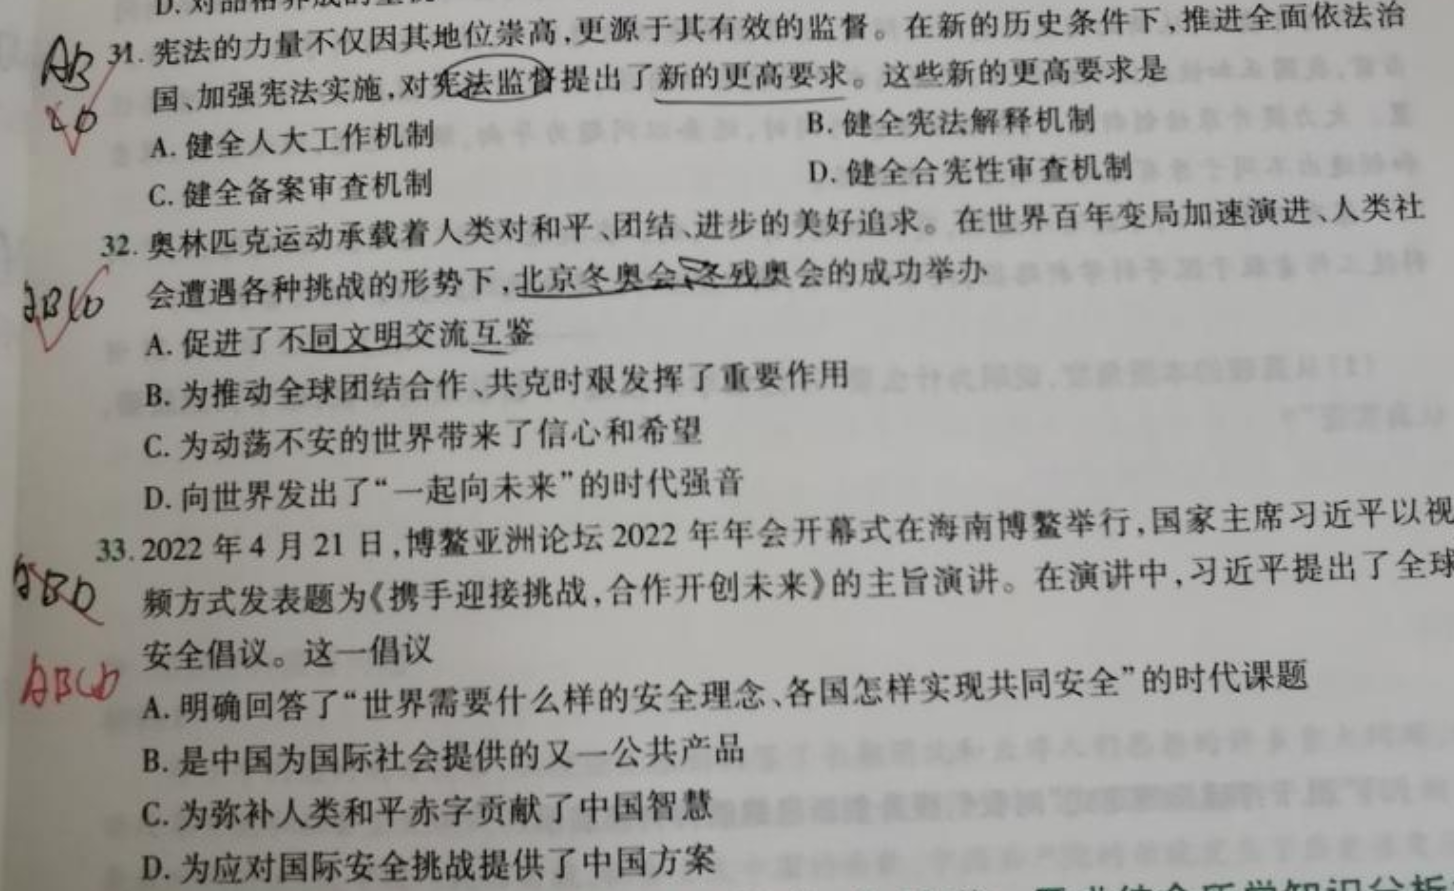 D. 对品格养成的
AB
CD
31. 宪法的力量不仅因其地位崇高,更源于其有效的监督。在新的历史条件下,推进全面依法治
国、加强宪法实施,对宪法监督提出了新的更高要求。这些新的更高要求是
A. 健全人大工作机制
B. 健全宪法解释机制
C. 健全备案审查机制
D. 健全合宪性审查机制
ABCD
32. 奥林匹克运动承载着人类对和平、团结、进步的美好追求。在世界百年变局加速演进、人类社
会遭遇各种挑战的形势下,北京冬奥会、冬残奥会的成功举办
A. 促进了不同文明交流互鉴
B. 为推动全球团结合作、共克时艰发挥了重要作用
C. 为动荡不安的世界带来了信心和希望
D. 向世界发出了“一起向未来”的时代强音
ABD
ABCD
33. 2022 年 4 月 21 日,博鳌亚洲论坛 2022 年年会开幕式在海南博鳌举行,国家主席习近平以视
频方式发表题为《携手迎接挑战,合作开创未来》的主旨演讲。在演讲中,习近平提出了全球
安全倡议。这一倡议
A. 明确回答了“世界需要什么样的安全理念、各国怎样实现共同安全”的时代课题
B. 是中国为国际社会提供的又一公共产品
C. 为弥补人类和平赤字贡献了中国智慧
D. 为应对国际安全挑战提供了中国方案